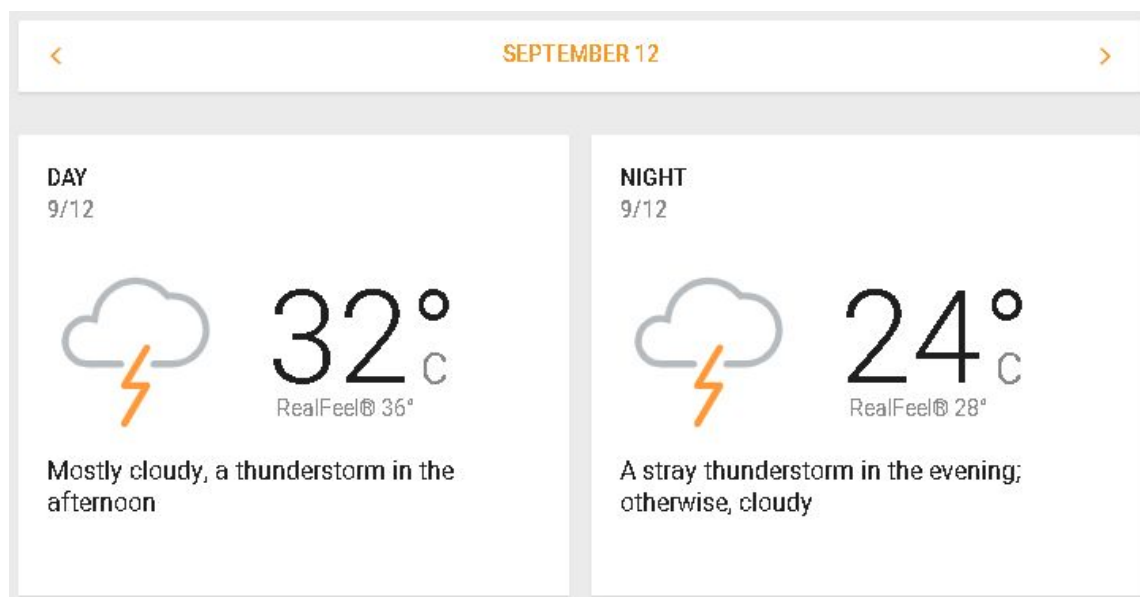 SEPTEMBER 12
DAY
9/12
32°
C
RealFeel® 36°
Mostly cloudy, a thunderstorm in the
afternoon
NIGHT
9/12
24°
C
RealFeel® 28°
A stray thunderstorm in the evening;
otherwise, cloudy